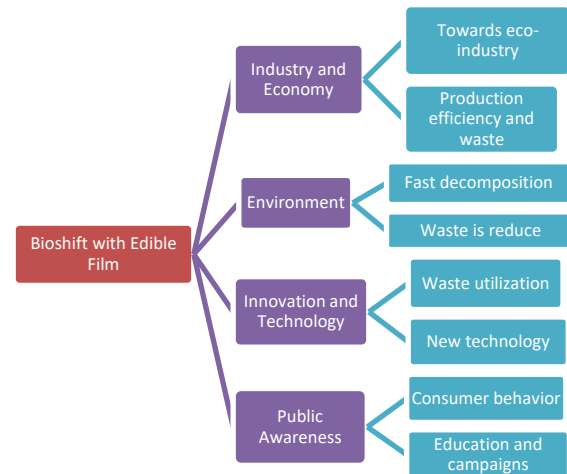 Bioshift with Edible
Film
Industry and
Economy
Towards eco-
industry
Production
efficiency and
waste
Environment
Fast decomposition
Waste is reduce
Innovation and
Technology
Waste utilization
New technology
Public
Awareness
Consumer behavior
Education and
campaigns